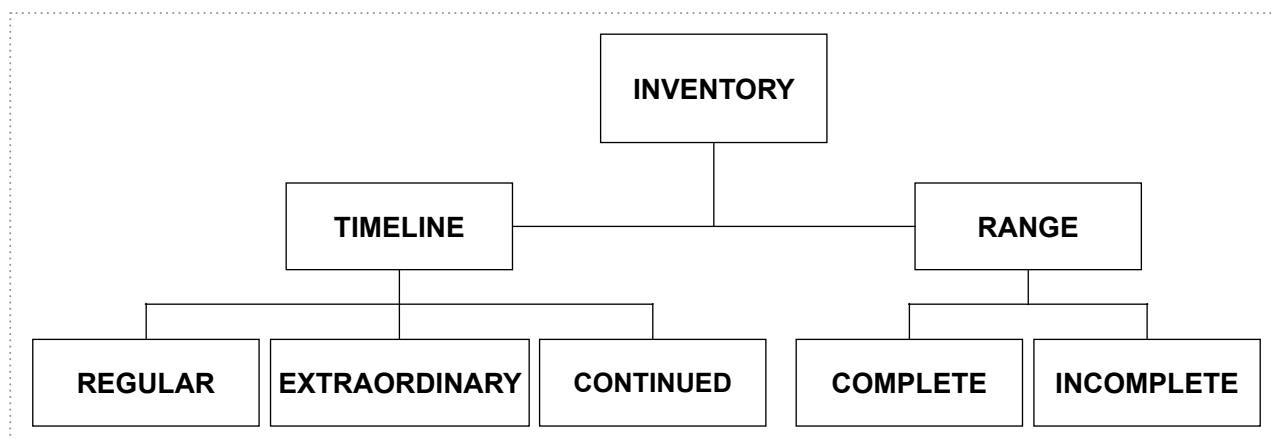 INVENTORY
TIMELINE
RANGE
REGULAR
EXTRAORDINARY
CONTINUED
COMPLETE
INCOMPLETE